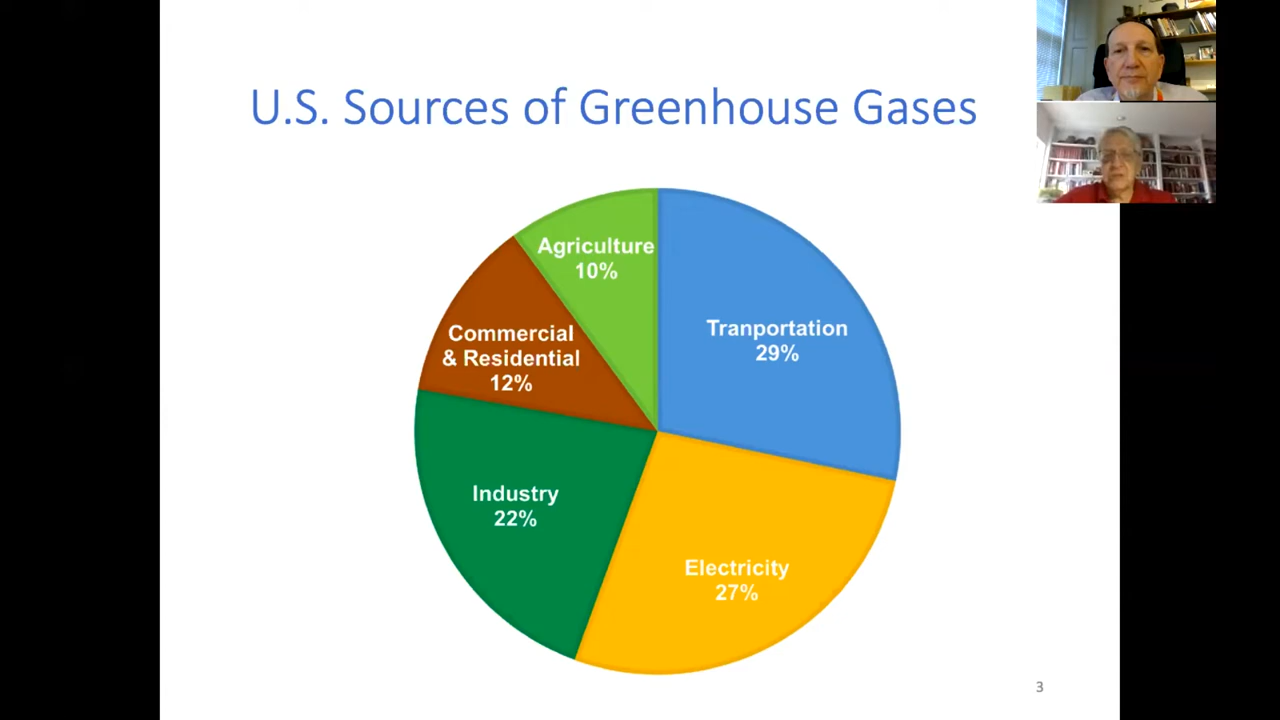 U.S. Sources of Greenhouse Gases
Agriculture
10%
Tranportation
29%
Commercial
& Residential
12%
Industry
22%
Electricity
27%
3